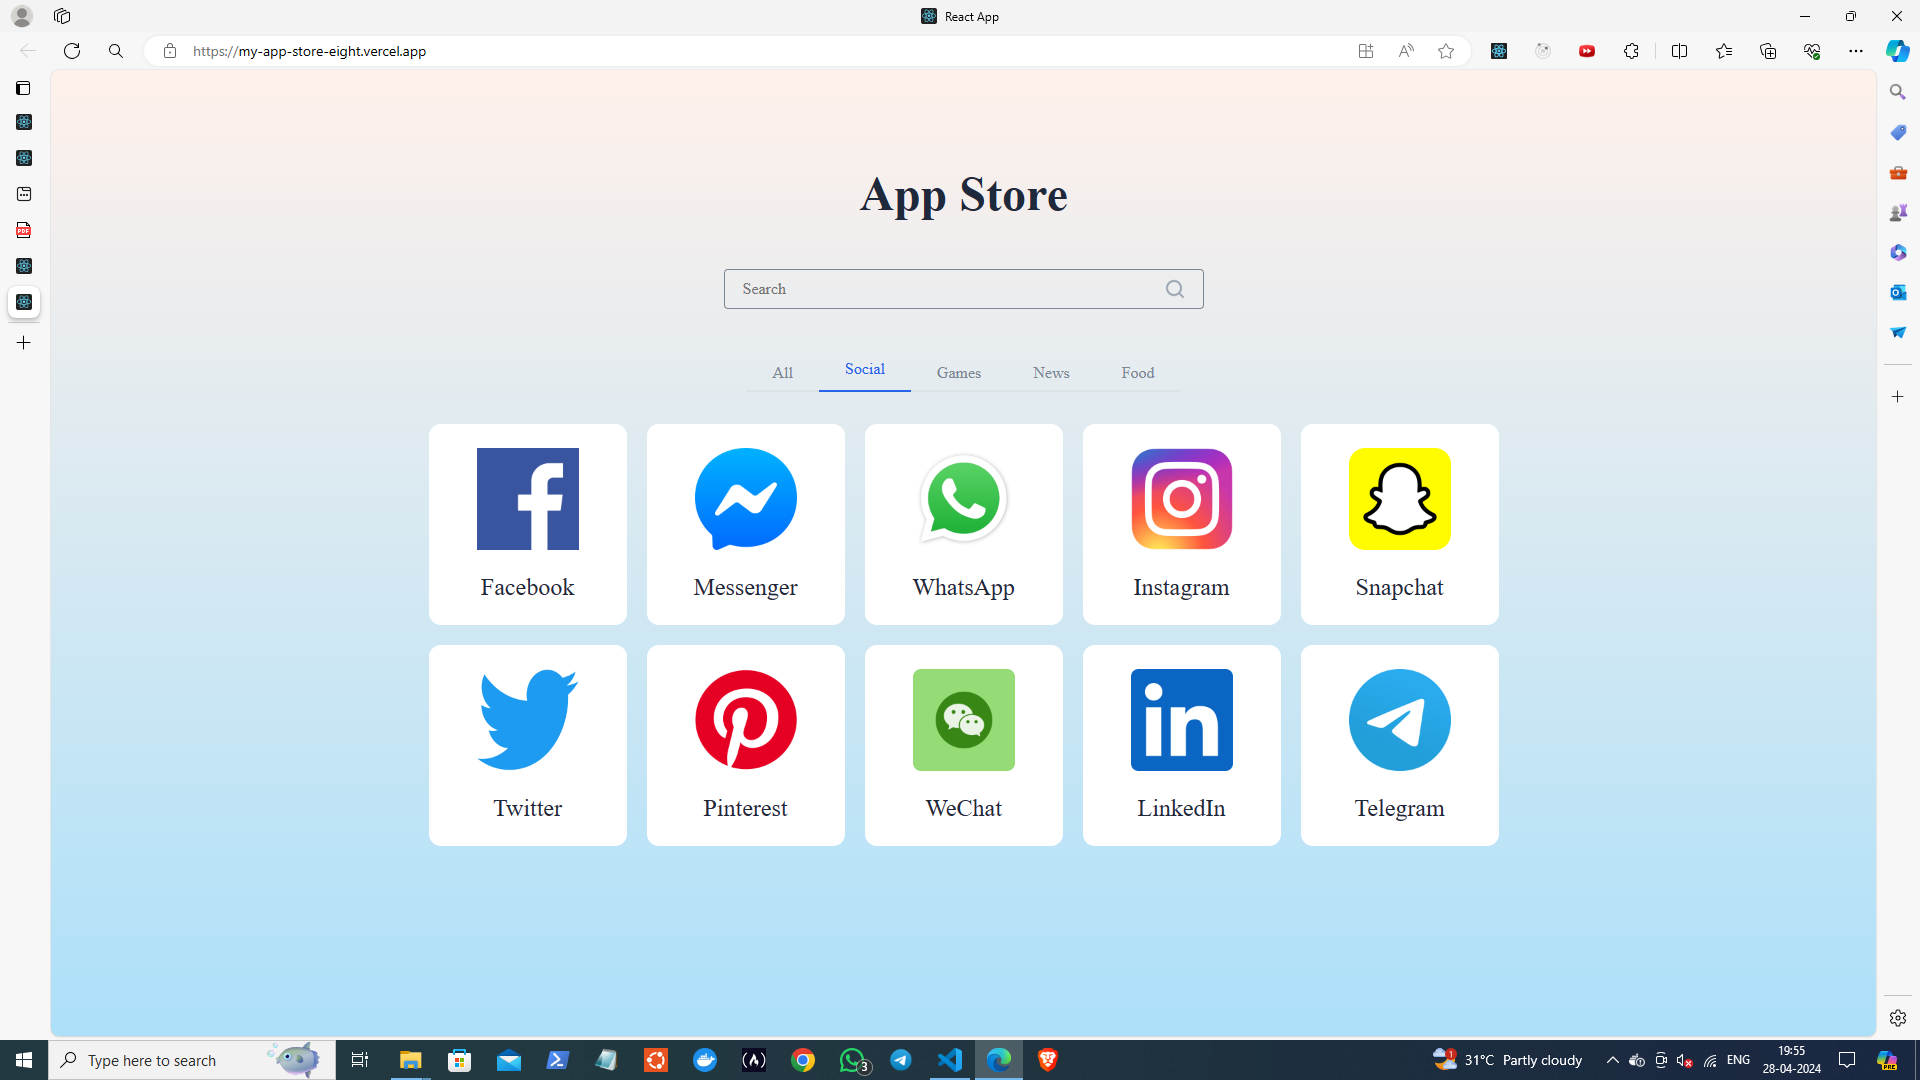 React App
https://my-app-store-eight.vercel.app
App Store
Search
All Social Games News Food
Facebook Messenger WhatsApp Instagram Snapchat
Twitter Pinterest WeChat LinkedIn Telegram
Type here to search
3
1
31°C Partly cloudy
ENG
19:55
28-04-2024
PRE